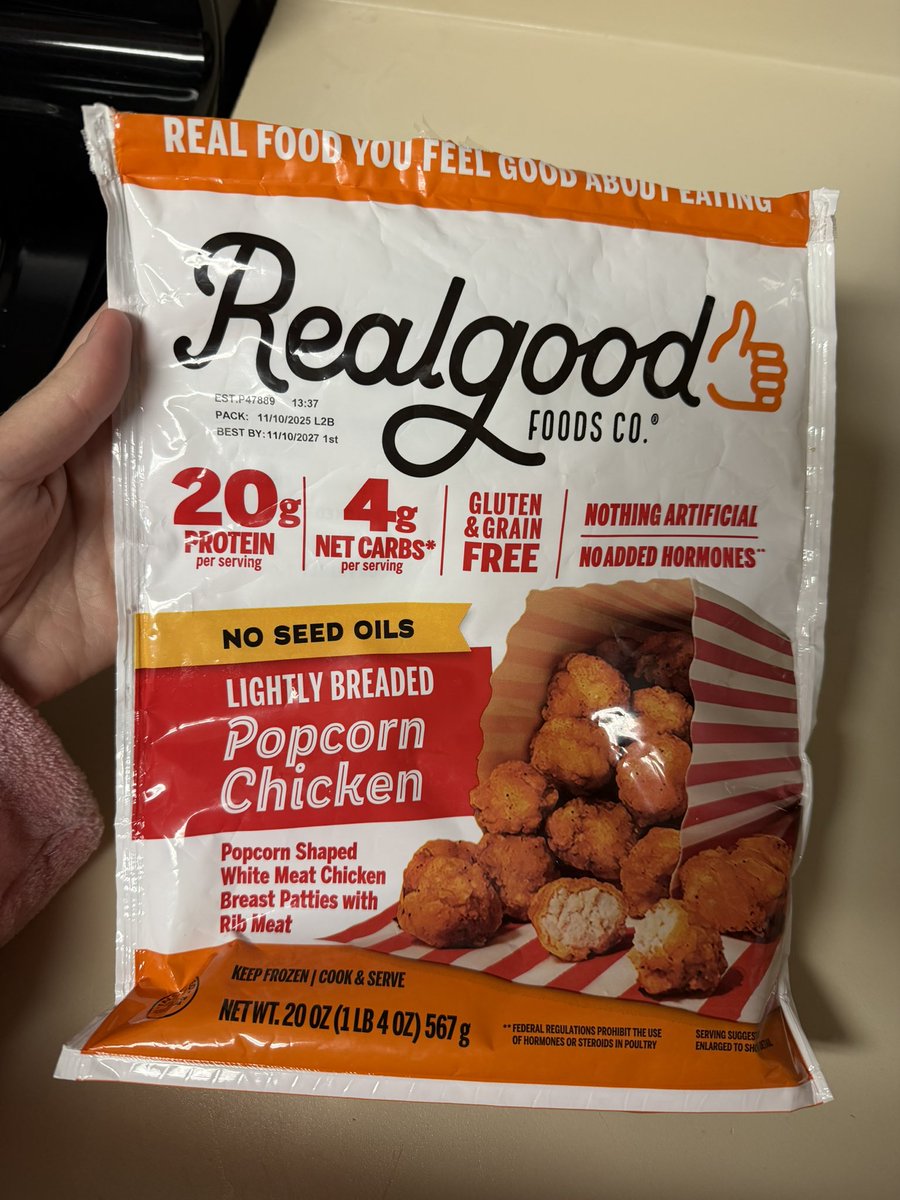 REAL FOOD YOU FEEL GOOD ABOUT EATING
Realgood
FOODS CO.®
EST.P47889 13:37
PACK: 11/10/2025 L2B
BEST BY: 11/10/2027 1st
20g
PROTEIN
per serving
4g
NET CARBS*
per serving
GLUTEN
& GRAIN
FREE
NOTHING ARTIFICIAL
NO ADDED HORMONES**
NO SEED OILS
LIGHTLY BREADED
Popcorn
Chicken
Popcorn Shaped
White Meat Chicken
Breast Patties with
Rib Meat
KEEP FROZEN | COOK & SERVE
NET WT. 20 OZ (1 LB 4 OZ) 567 g
**FEDERAL REGULATIONS PROHIBIT THE USE
OF HORMONES OR STEROIDS IN POULTRY
SERVING
ENLARGED TO